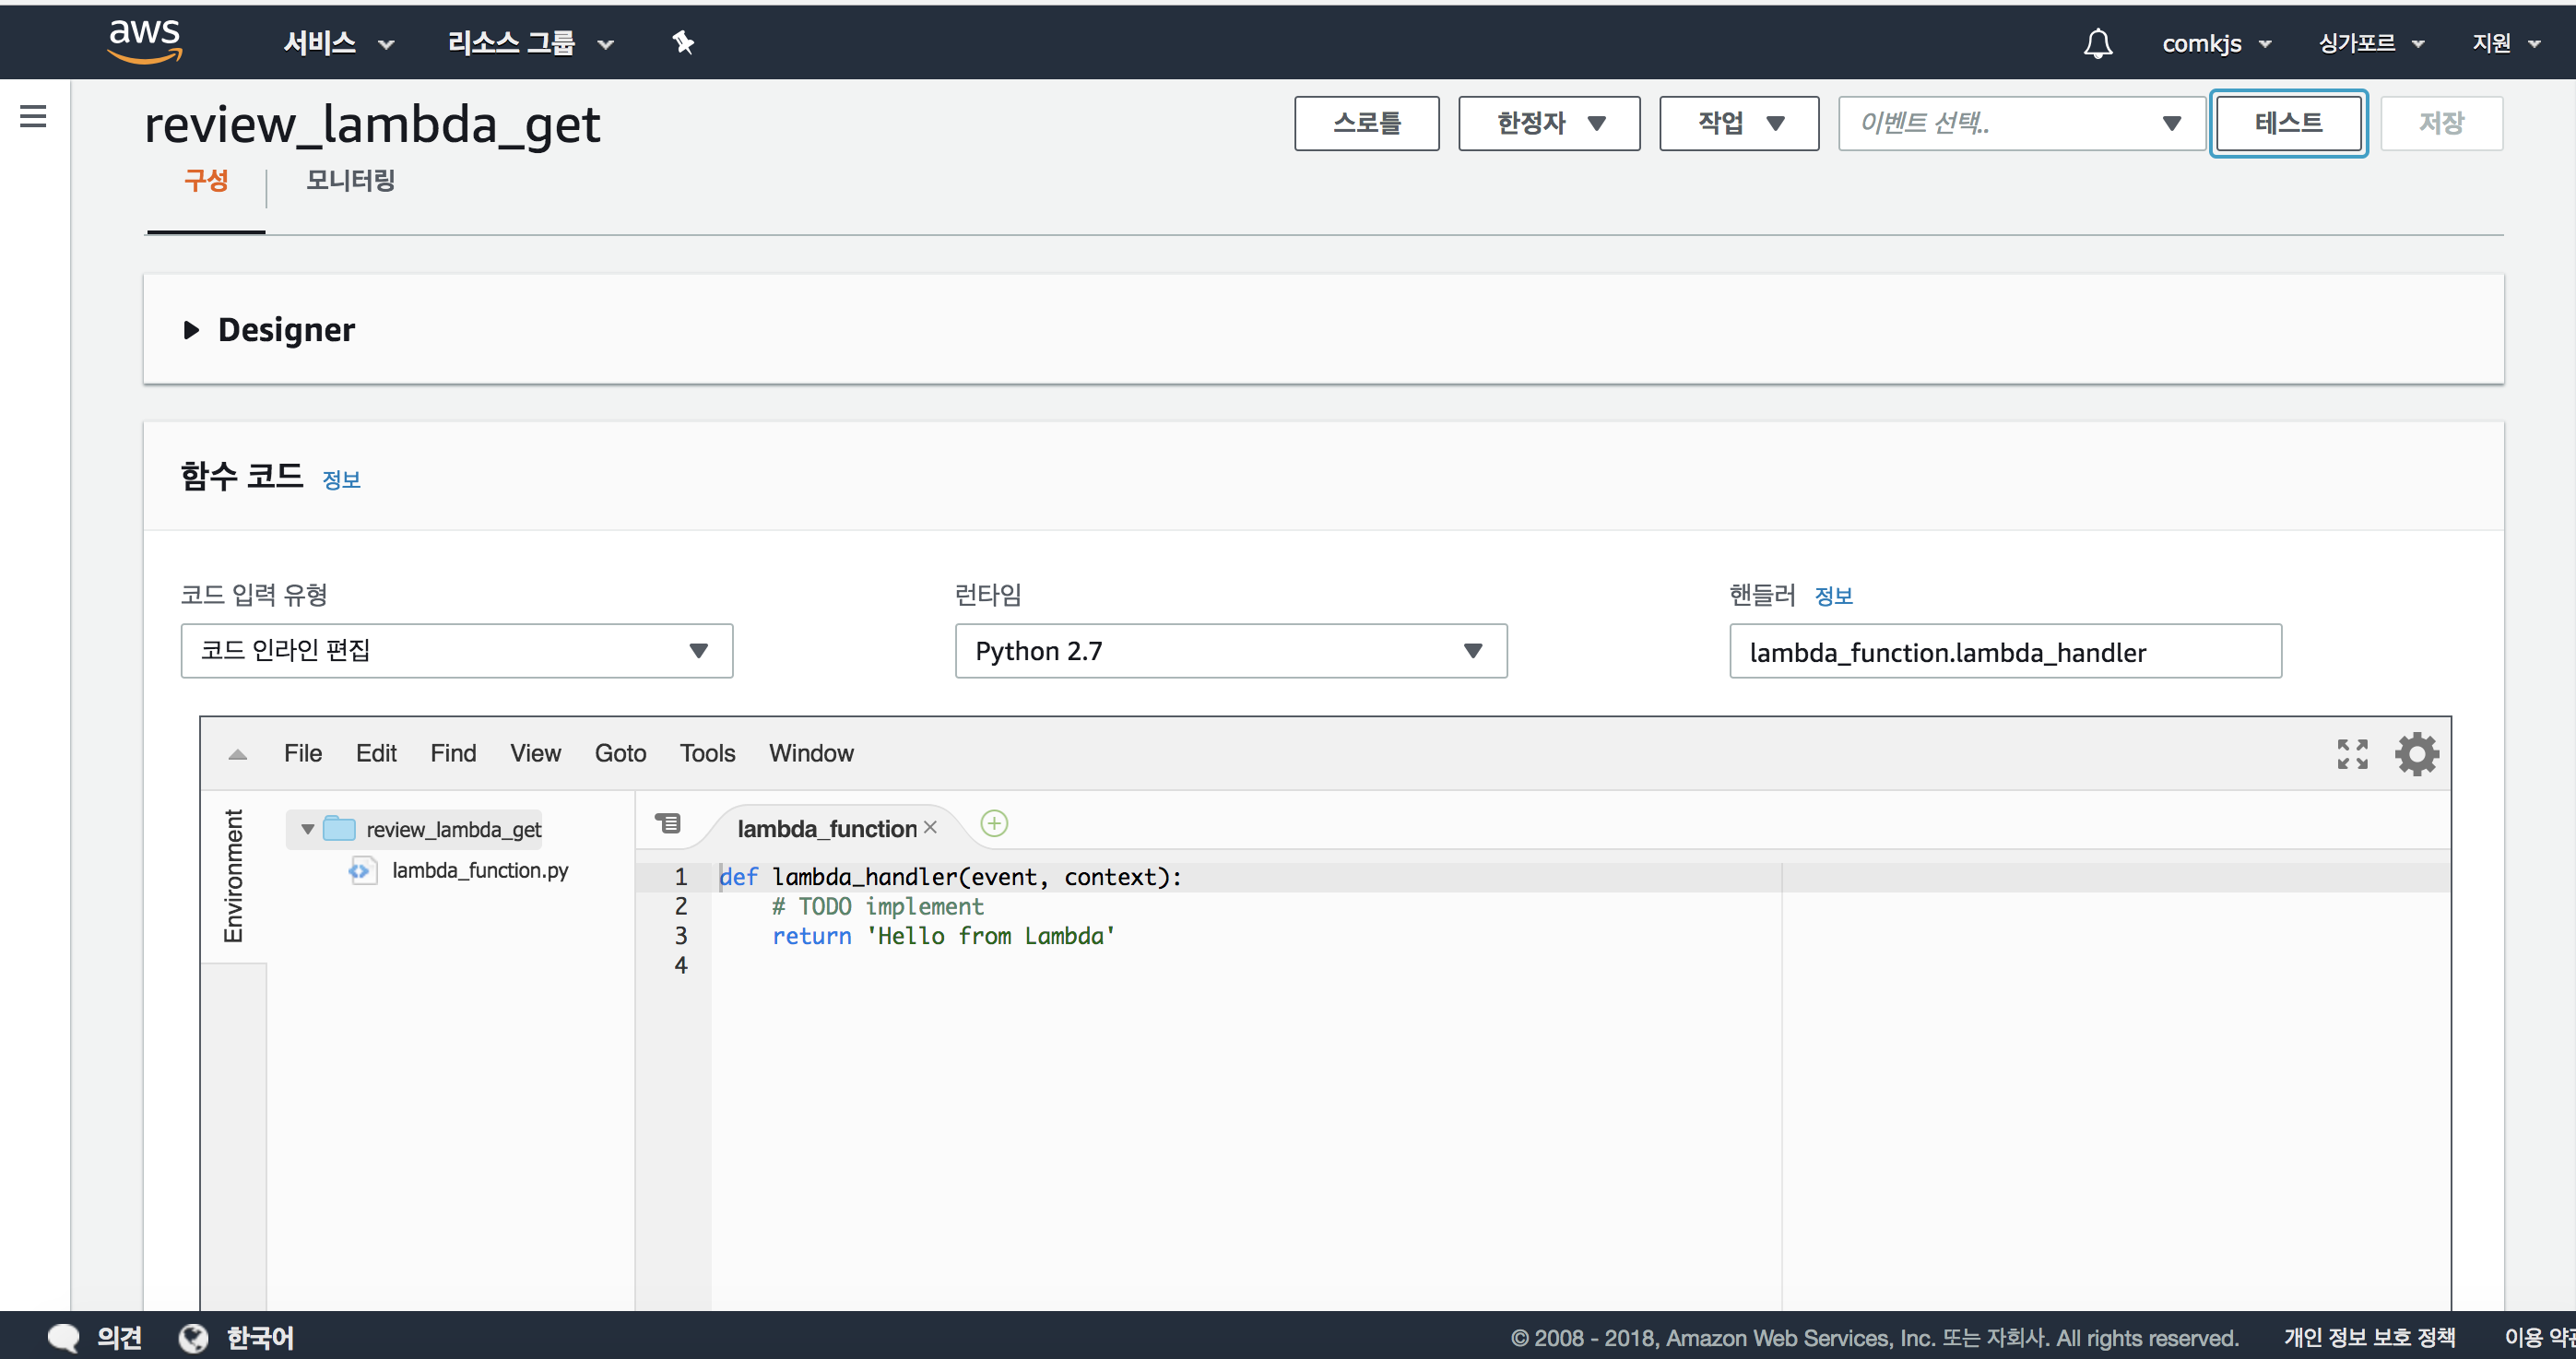 aws 서비스 리소스 그룹 comkjs 싱가포르 지원
review_lambda_get 스로틀 한정자 작업 이벤트 선택.. 테스트 저장
구성 모니터링
Designer
함수 코드 정보
코드 입력 유형 런타임 핸들러 정보
코드 인라인 편집 Python 2.7 lambda_function.lambda_handler
File Edit Find View Goto Tools Window
Environment
review_lambda_get
lambda_function.py
lambda_function
1 def lambda_handler(event, context):
2 # TODO implement
3 return 'Hello from Lambda'
4
의견 한국어 © 2008 - 2018, Amazon Web Services, Inc. 또는 자회사. All rights reserved. 개인 정보 보호 정책 이용